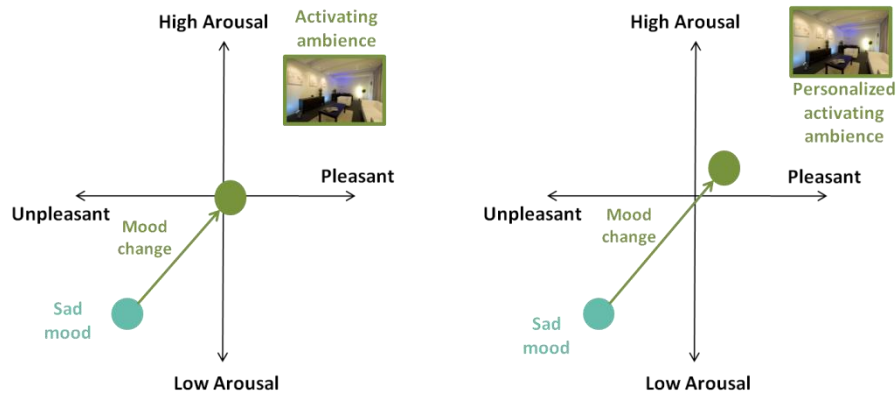 High Arousal
Activating
ambience
Pleasant
Unpleasant
Mood
change
Sad
mood
Low Arousal
High Arousal
Personalized
activating
ambience
Pleasant
Unpleasant
Mood
change
Sad
mood
Low Arousal